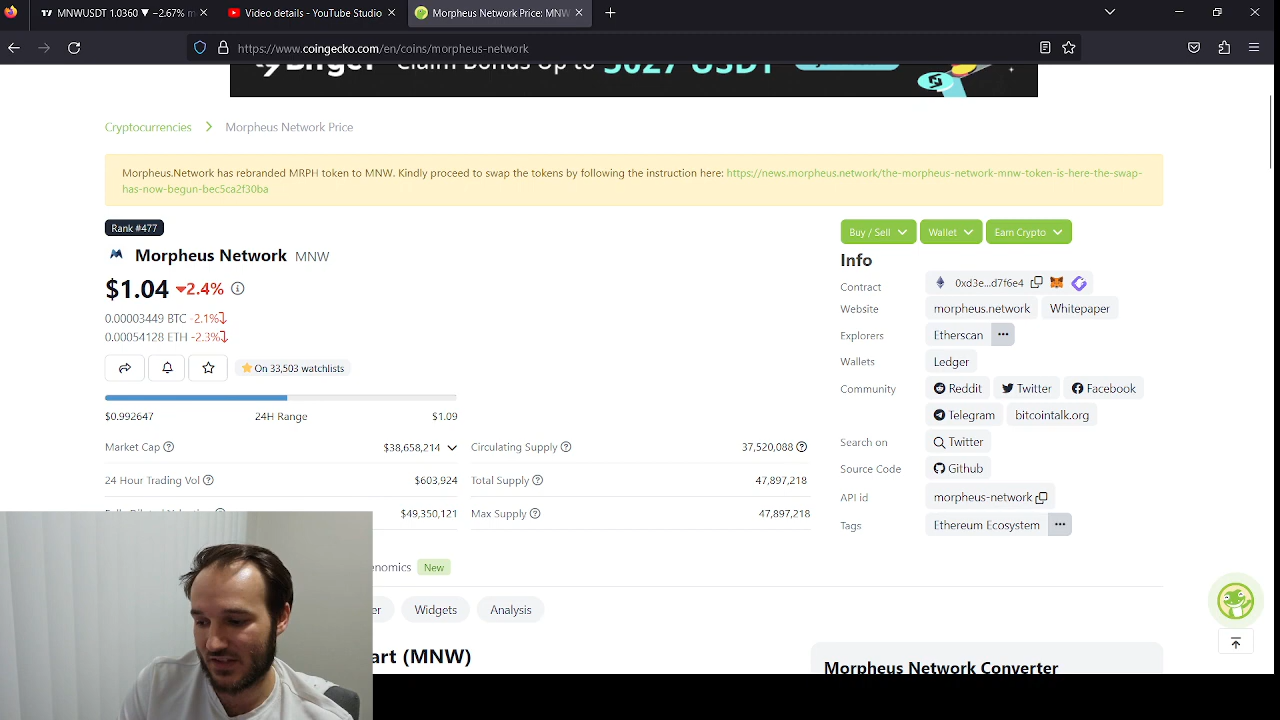 MNWUSDT 1.0360 ▼ −2.67%
Video details - YouTube Studio
Morpheus Network Price: MNW
https://www.coingecko.com/en/coins/morpheus-network
Claim Bonus Up to 5027 USDT
Cryptocurrencies > Morpheus Network Price
Morpheus.Network has rebranded MRPH token to MNW. Kindly proceed to swap the tokens by following the instruction here: https://news.morpheus.network/the-morpheus-network-mnw-token-is-here-the-swap-
has-now-begun-bec5ca2f30ba
Rank #477
Morpheus Network MNW
$1.04 2.4%
0.00003449 BTC -2.1%
0.00054128 ETH -2.3%
On 33,503 watchlists
$0.992647 24H Range $1.09
Market Cap $38,658,214
24 Hour Trading Vol $603,924
$49,350,121
Circulating Supply 37,520,088
Total Supply 47,897,218
Max Supply 47,897,218
Buy / Sell Wallet Earn Crypto
Info
Contract 0xd3e...d7f6e4
Website morpheus.network Whitepaper
Explorers Etherscan ...
Wallets Ledger
Community Reddit Twitter Facebook
Telegram bitcointalk.org
Search on Twitter
Source Code Github
API id morpheus-network
Tags Ethereum Ecosystem ...
New
Widgets Analysis
(MNW)
Morpheus Network Converter